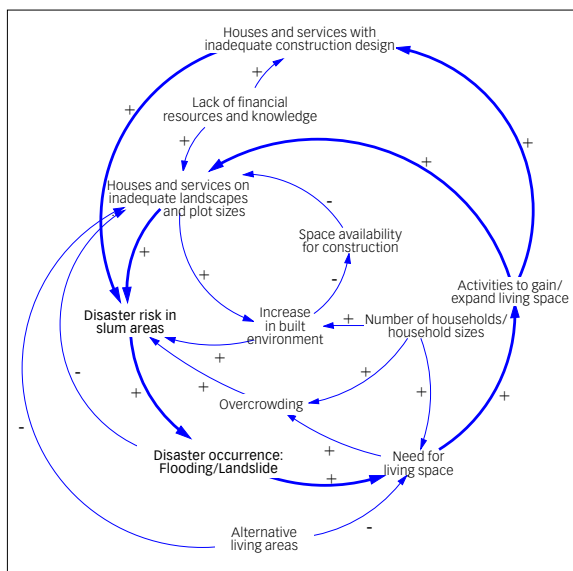 Houses and services with
inadequate construction design
+
+
Lack of financial
resources and knowledge
+
+
+
Houses and services on
inadequate landscapes
and plot sizes
-
Space availability
for construction
+
+
-
Activities to gain/
expand living space
Disaster risk in
slum areas
Increase
in built
environment
+
Number of households/
household sizes
+
-
+
+
+
+
+
Overcrowding
-
+
Disaster occurrence:
Flooding/Landslide
+
Need for
living space
Alternative
living areas
-